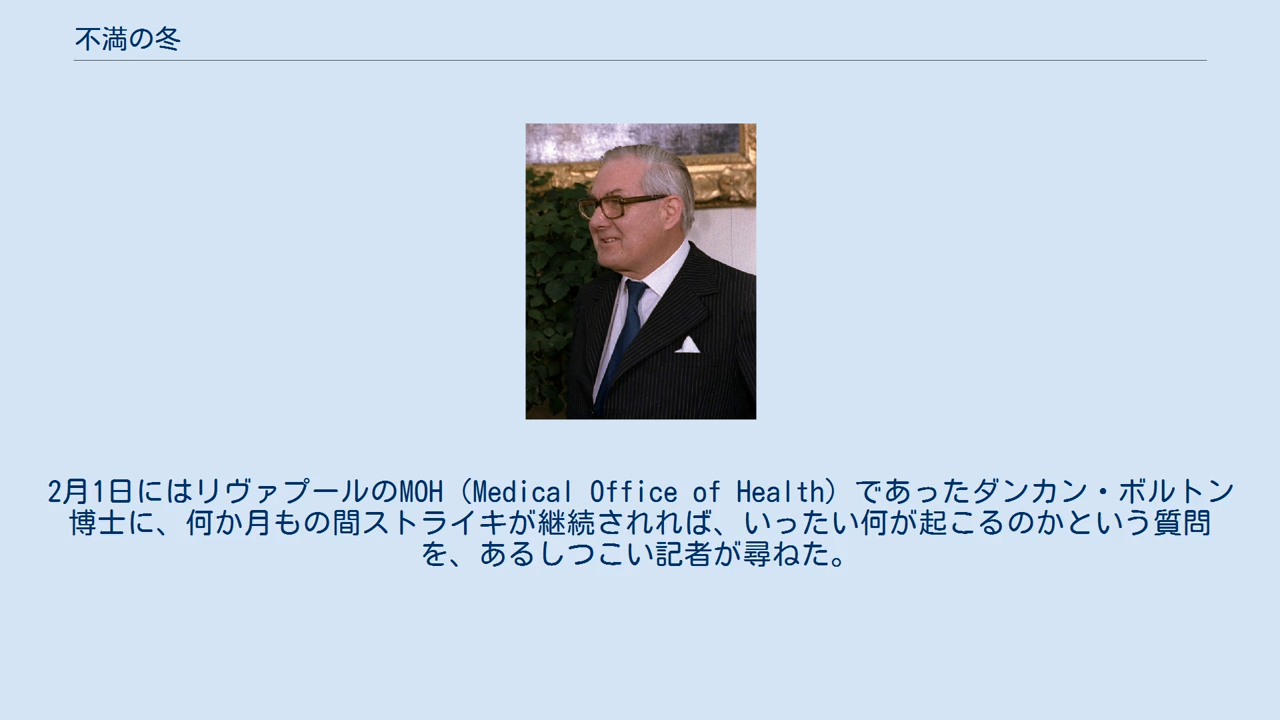 不満の冬
2月1日にはリヴァプールのMOH（Medical Office of Health）であったダンカン・ボルトン
博士に、何か月もの間ストライキが継続されれば、いったい何が起こるのかという質問
を、あるしつこい記者が尋ねた。